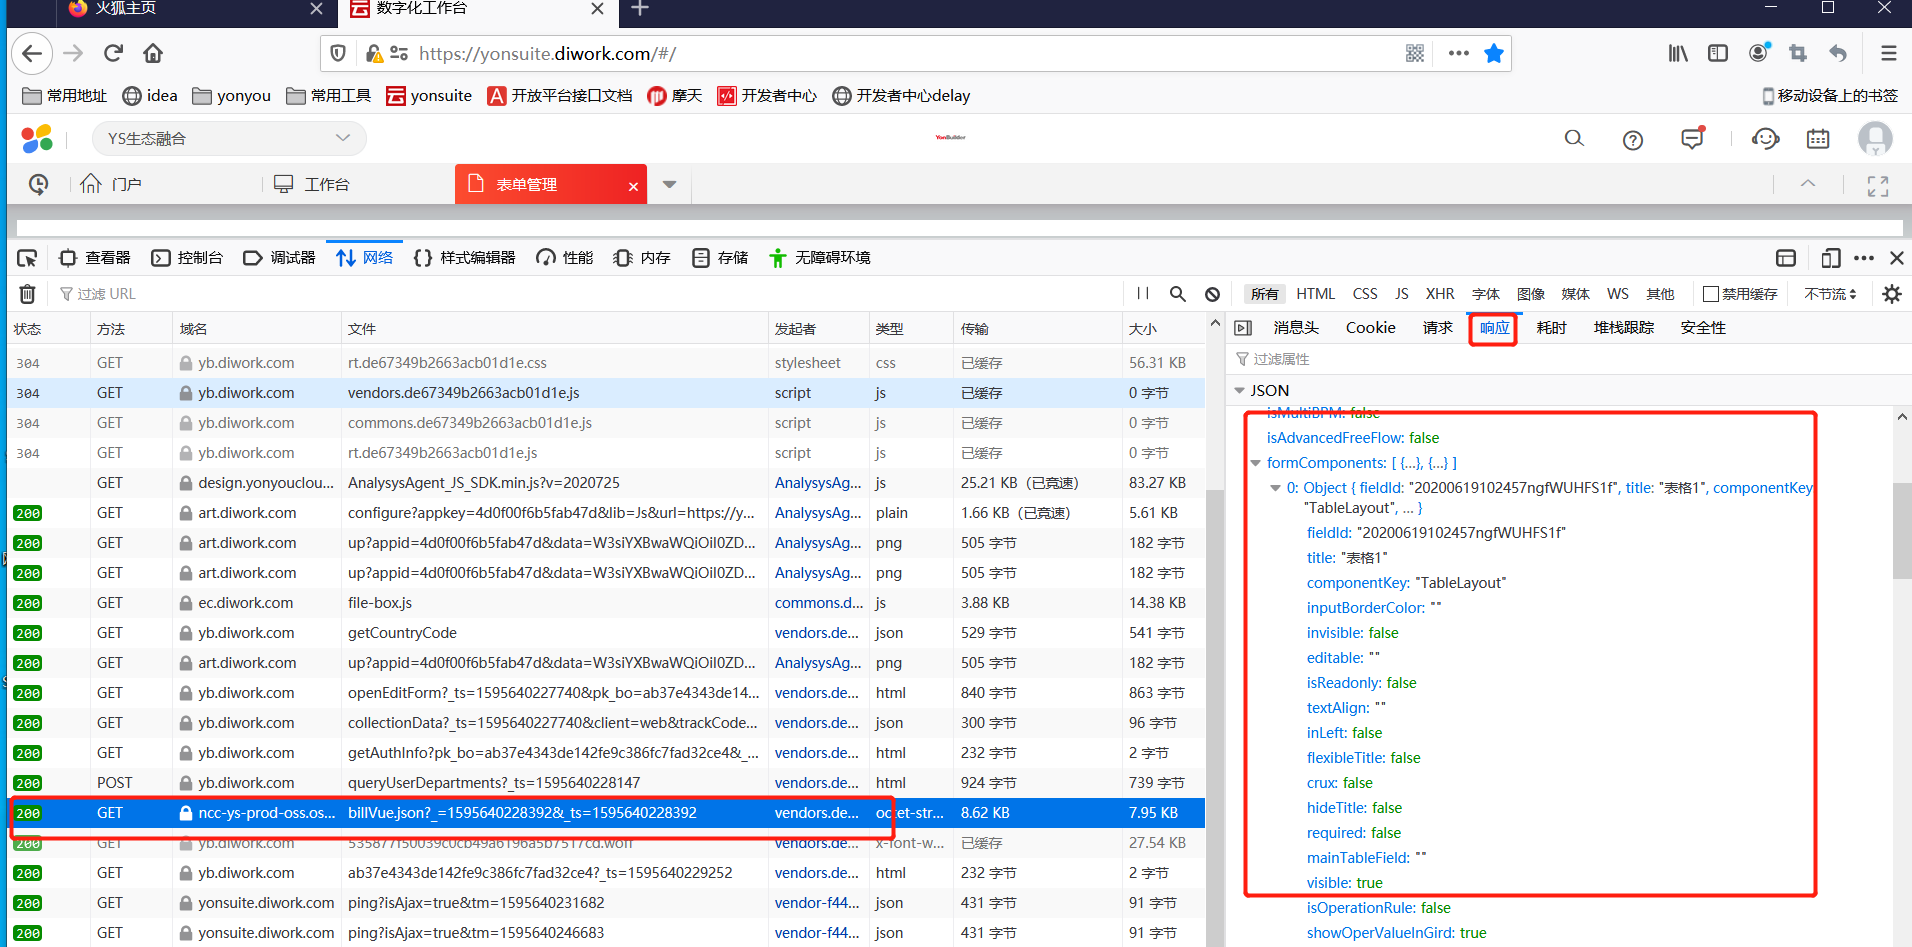 火狐主页
数字化工作台
https://yonsuite.diwork.com/#/
常用地址 idea yonyou 常用工具 yonsuite 开放平台接口文档 摩天 开发者中心 开发者中心delay 移动设备上的书签
YS生态融合 YonBuilder
门户 工作台 表单管理
查看器 控制台 调试器 网络 样式编辑器 性能 内存 存储 无障碍环境
过滤 URL 所有 HTML CSS JS XHR 字体 图像 媒体 WS 其他 禁用缓存 不节流
状态 方法 域名 文件 发起者 类型 传输 大小
304 GET yb.diwork.com rt.de67349b2663acb01d1e.css stylesheet css 已缓存 56.31 KB
304 GET yb.diwork.com vendors.de67349b2663acb01d1e.js script js 已缓存 0 字节
304 GET yb.diwork.com commons.de67349b2663acb01d1e.js script js 已缓存 0 字节
304 GET yb.diwork.com rt.de67349b2663acb01d1e.js script js 已缓存 0 字节
GET design.yonyouclou... AnalysysAgent_JS_SDK.min.js?v=2020725 AnalysysAg... js 25.21 KB（已竞速） 83.27 KB
200 GET art.diwork.com configure?appkey=4d0f00f6b5fab47d&lib=Js&url=https://y... AnalysysAg... plain 1.66 KB（已竞速） 5.61 KB
200 GET art.diwork.com up?appid=4d0f00f6b5fab47d&data=W3siYXBwaWQiOiI0ZD... AnalysysAg... png 505 字节 182 字节
200 GET art.diwork.com up?appid=4d0f00f6b5fab47d&data=W3siYXBwaWQiOiI0ZD... AnalysysAg... png 505 字节 182 字节
200 GET ec.diwork.com file-box.js commons.d... js 3.88 KB 14.38 KB
200 GET yb.diwork.com getCountryCode vendors.de... json 529 字节 541 字节
200 GET art.diwork.com up?appid=4d0f00f6b5fab47d&data=W3siYXBwaWQiOiI0ZD... AnalysysAg... png 505 字节 182 字节
200 GET yb.diwork.com openEditForm?_ts=1595640227740&pk_bo=ab37e4343de14... vendors.de... html 840 字节 863 字节
200 GET yb.diwork.com collectionData?_ts=1595640227740&client=web&trackCode... vendors.de... json 300 字节 96 字节
200 GET yb.diwork.com getAuthInfo?pk_bo=ab37e4343de142fe9c386fc7fad32ce4&_... vendors.de... html 232 字节 2 字节
200 POST yb.diwork.com queryUserDepartments?_ts=1595640228147 vendors.de... html 924 字节 739 字节
200 GET ncc-ys-prod-oss.os... billVue.json?_=1595640228392&_ts=1595640228392 vendors.de... octet-str... 8.62 KB 7.95 KB
200 GET yb.diwork.com 535877f50039c0cb49a6196a5b7517cd.woff vendors.de... x-font-w... 已缓存 27.54 KB
200 GET yb.diwork.com ab37e4343de142fe9c386fc7fad32ce4?_ts=1595640229252 vendors.de... html 232 字节 2 字节
200 GET yonsuite.diwork.com ping?isAjax=true&tm=1595640231682 vendor-f44... json 431 字节 91 字节
200 GET yonsuite.diwork.com ping?isAjax=true&tm=1595640246683 vendor-f44... json 431 字节 91 字节
消息头 Cookie 请求 响应 耗时 堆栈跟踪 安全性
过滤属性
JSON
isMultiBPM: false
isAdvancedFreeFlow: false
formComponents: [ {...}, {...} ]
0: Object { fieldId: "20200619102457ngfWUHFS1f", title: "表格1", componentKey
"TableLayout", ... }
fieldId: "20200619102457ngfWUHFS1f"
title: "表格1"
componentKey: "TableLayout"
inputBorderColor: ""
invisible: false
editable: ""
isReadonly: false
textAlign: ""
inLeft: false
flexibleTitle: false
crux: false
hideTitle: false
required: false
mainTableField: ""
visible: true
isOperationRule: false
showOperValueInGird: true